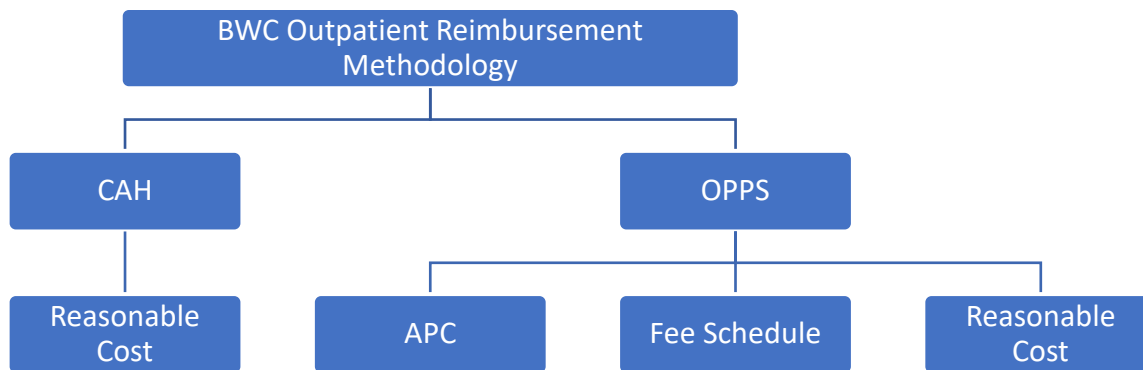 BWC Outpatient Reimbursement
Methodology
CAH
OPPS
Reasonable
Cost
APC
Fee Schedule
Reasonable
Cost